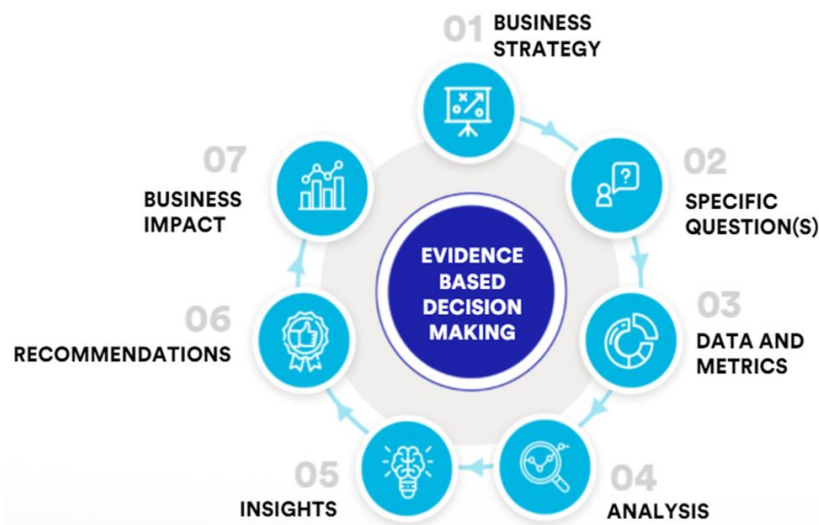 01
BUSINESS
STRATEGY
02
SPECIFIC
QUESTION(S)
03
DATA AND
METRICS
04
ANALYSIS
05
INSIGHTS
06
RECOMMENDATIONS
07
BUSINESS
IMPACT
EVIDENCE
BASED
DECISION
MAKING
?